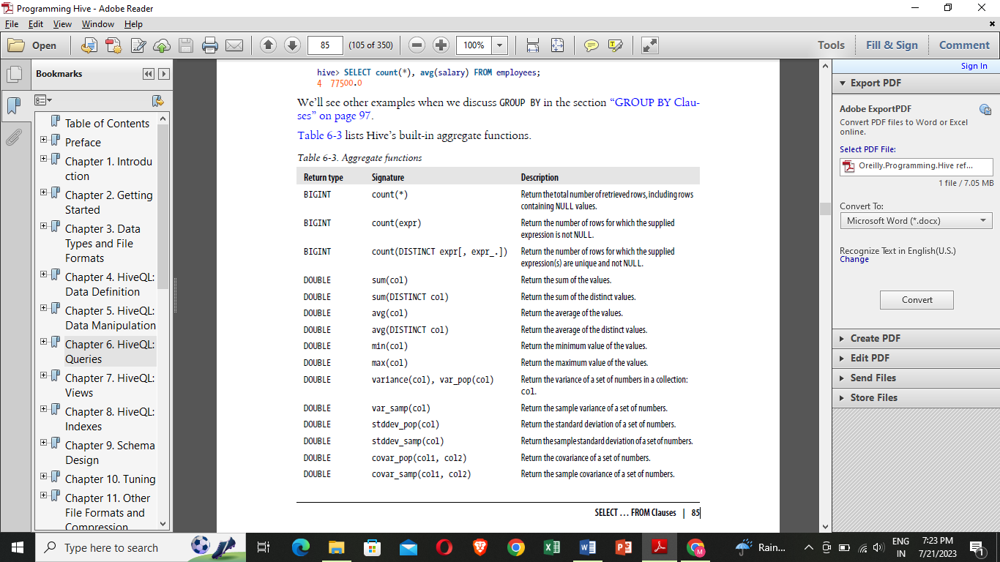 Programming Hive - Adobe Reader
File Edit View Window Help
Open 85 (105 of 350) 100% Tools Fill & Sign Comment
Bookmarks
Table of Contents
Preface
Chapter 1. Introdu
ction
Chapter 2. Getting
Started
Chapter 3. Data
Types and File
Formats
Chapter 4. HiveQL:
Data Definition
Chapter 5. HiveQL:
Data Manipulation
Chapter 6. HiveQL:
Queries
Chapter 7. HiveQL:
Views
Chapter 8. HiveQL:
Indexes
Chapter 9. Schema
Design
Chapter 10. Tuning
Chapter 11. Other
File Formats and
Compression
hive> SELECT count(*), avg(salary) FROM employees;
4 77500.0
We'll see other examples when we discuss GROUP BY in the section “GROUP BY Clau-
ses” on page 97.
Table 6-3 lists Hive's built-in aggregate functions.
Table 6-3. Aggregate functions
Return type Signature Description
BIGINT count(*) Return the total number of retrieved rows, including rows
containing NULL values.
BIGINT count(expr) Return the number of rows for which the supplied
expression is not NULL.
BIGINT count(DISTINCT expr[, expr_.]) Return the number of rows for which the supplied
expression(s) are unique and not NULL.
DOUBLE sum(col) Return the sum of the values.
DOUBLE sum(DISTINCT col) Return the sum of the distinct values.
DOUBLE avg(col) Return the average of the values.
DOUBLE avg(DISTINCT col) Return the average of the distinct values.
DOUBLE min(col) Return the minimum value of the values.
DOUBLE max(col) Return the maximum value of the values.
DOUBLE variance(col), var_pop(col) Return the variance of a set of numbers in a collection:
col.
DOUBLE var_samp(col) Return the sample variance of a set of numbers.
DOUBLE stddev_pop(col) Return the standard deviation of a set of numbers.
DOUBLE stddev_samp(col) Return the sample standard deviation of a set of numbers.
DOUBLE covar_pop(col1, col2) Return the covariance of a set of numbers.
DOUBLE covar_samp(col1, col2) Return the sample covariance of a set of numbers.
SELECT … FROM Clauses | 85
Sign In
Export PDF
Adobe ExportPDF
Convert PDF files to Word or Excel
online.
Select PDF File:
Oreilly.Programming.Hive ref...
1 file / 7.05 MB
Convert To:
Microsoft Word (*.docx)
Recognize Text in English(U.S.)
Change
Convert
Create PDF
Edit PDF
Send Files
Store Files
Type here to search
Rain...
ENG
IN
7:23 PM
7/21/2023
1